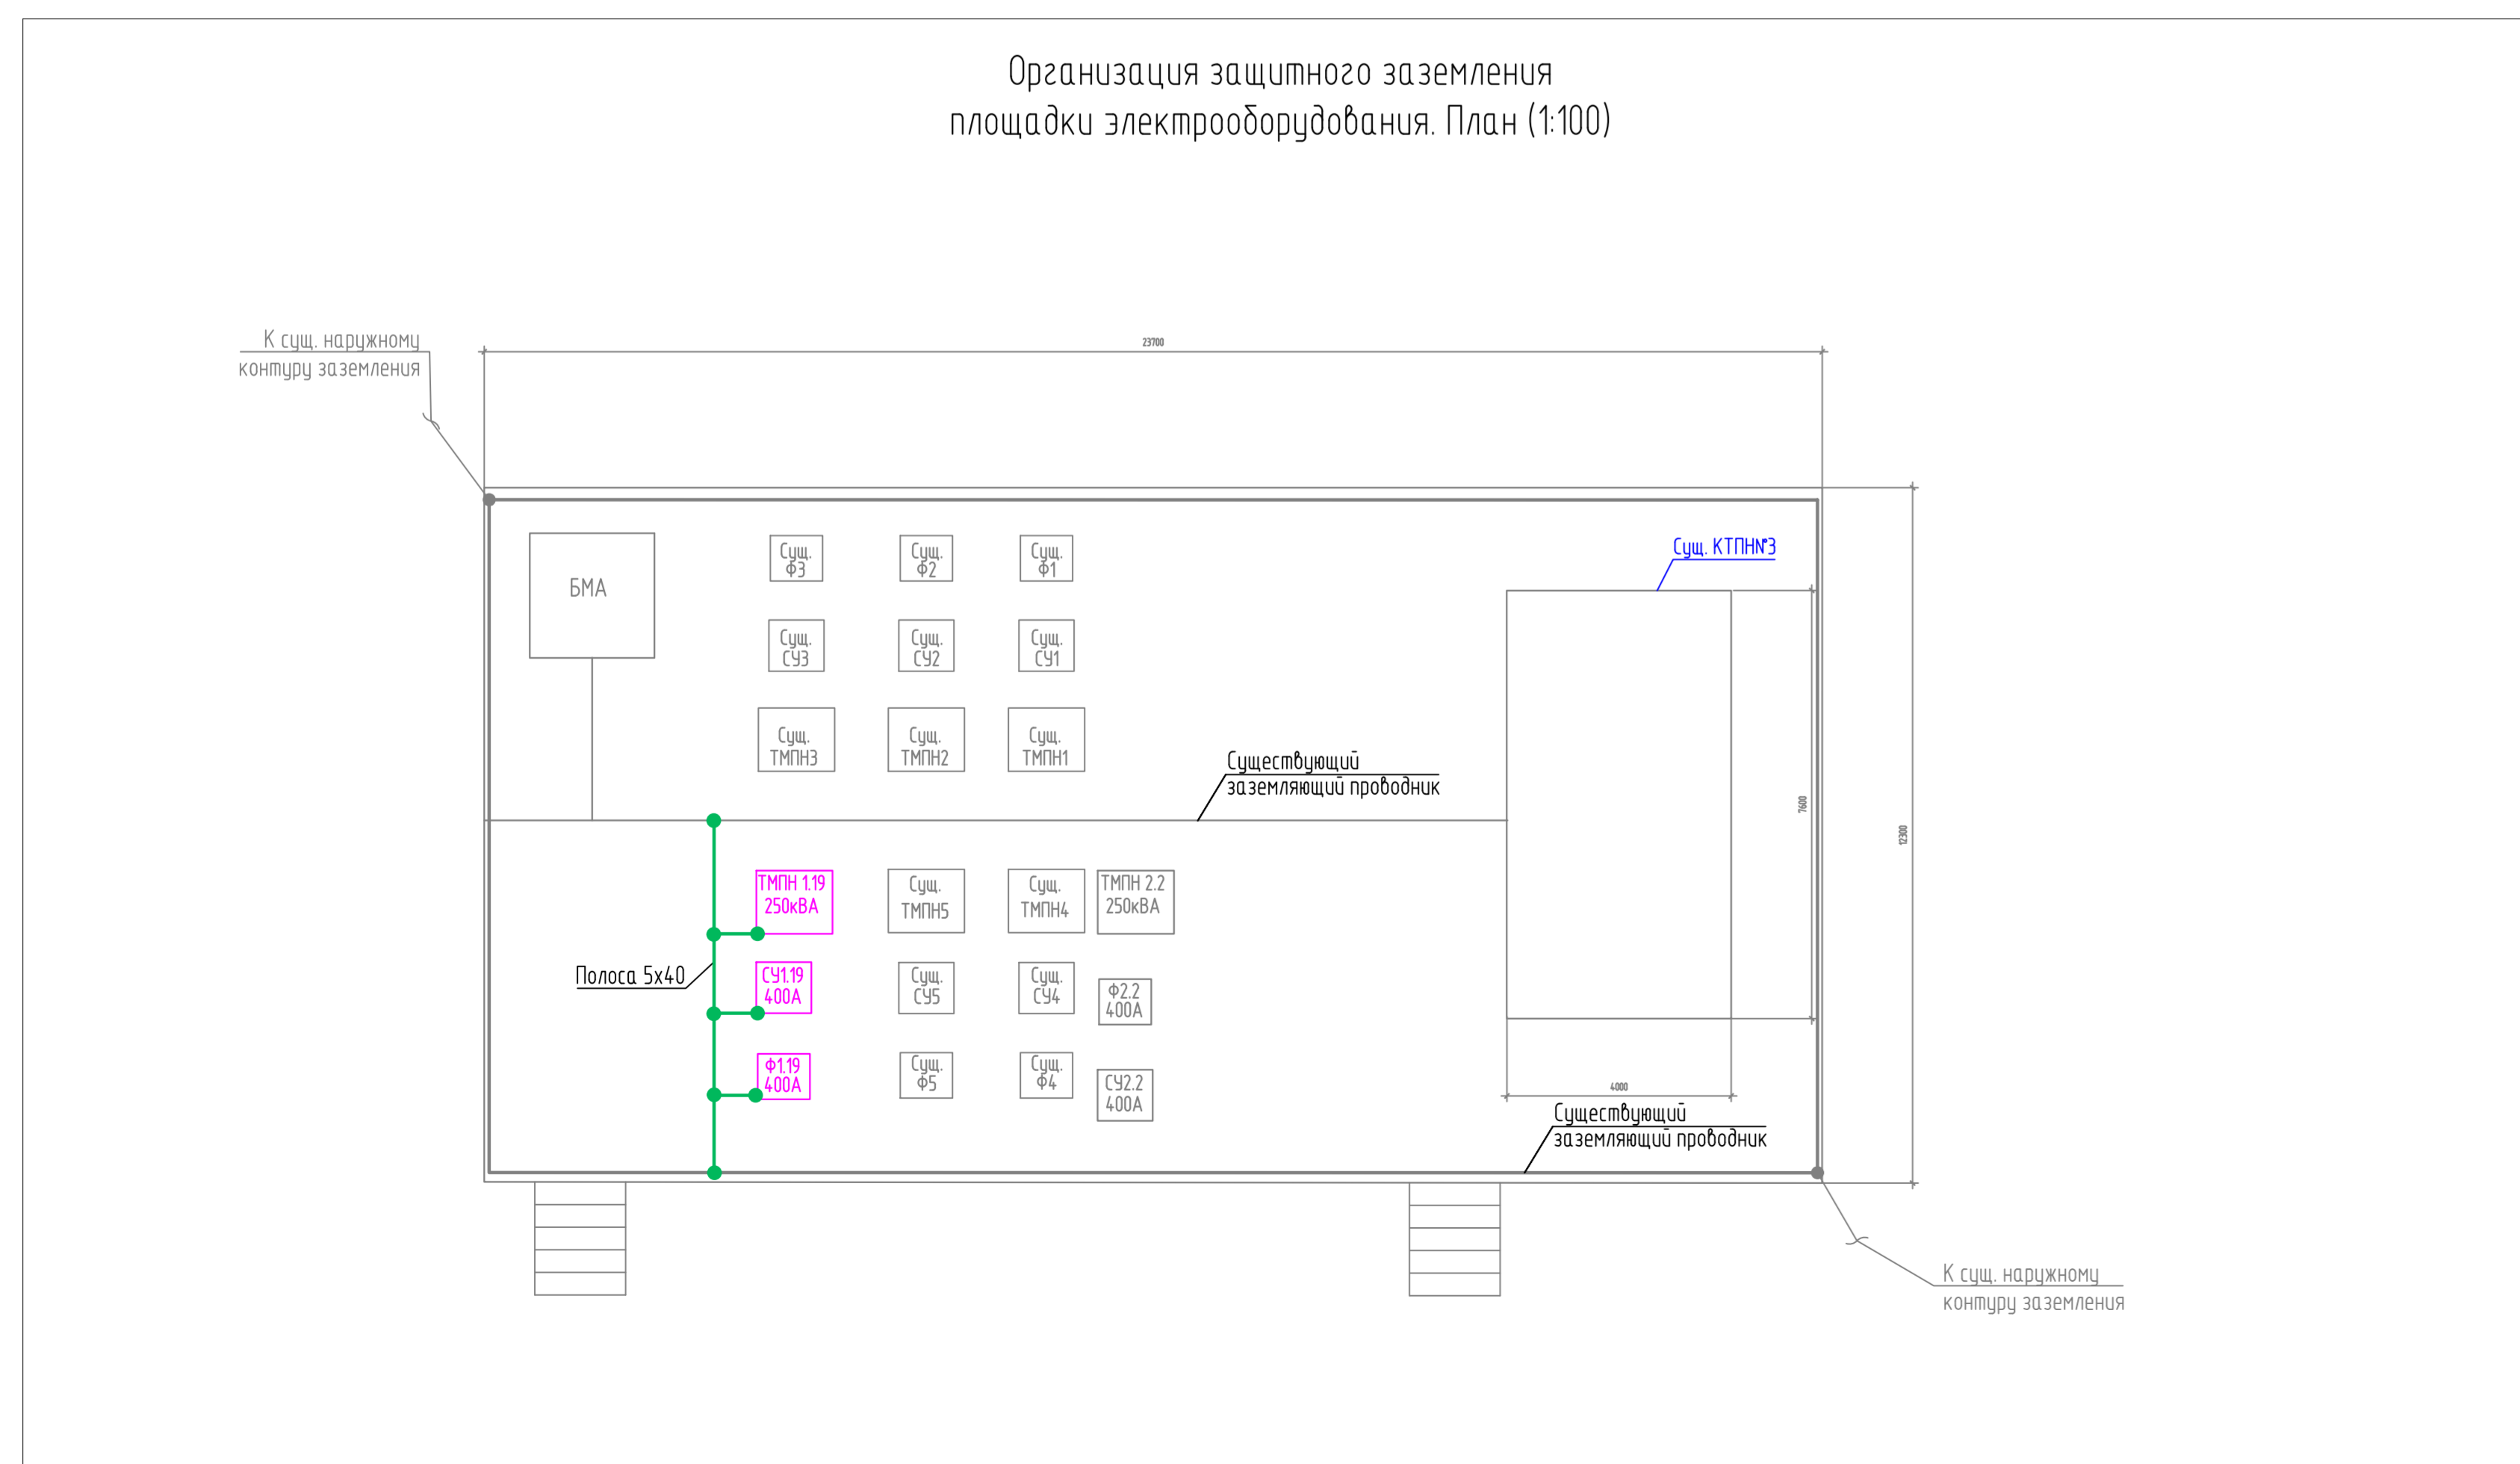 Организация защитного заземления
площадки электрооборудования. План (1:100)
К сущ. наружному
контуру заземления
23700
Сущ. КТПН№3
БМА
Сущ.
Ф3
Сущ.
Ф2
Сущ.
Ф1
Сущ.
СУ3
Сущ.
СУ2
Сущ.
СУ1
Сущ.
ТМПН3
Сущ.
ТМПН2
Сущ.
ТМПН1
Существующий
заземляющий проводник
7600
12300
ТМПН 1.19
250кВА
Сущ.
ТМПН5
Сущ.
ТМПН4
ТМПН 2.2
250кВА
Полоса 5х40
СУ1.19
400А
Сущ.
СУ5
Сущ.
СУ4
Ф2.2
400А
Ф1.19
400А
Сущ.
Ф5
Сущ.
Ф4
СУ2.2
400А
4000
Существующий
заземляющий проводник
К сущ. наружному
контуру заземления